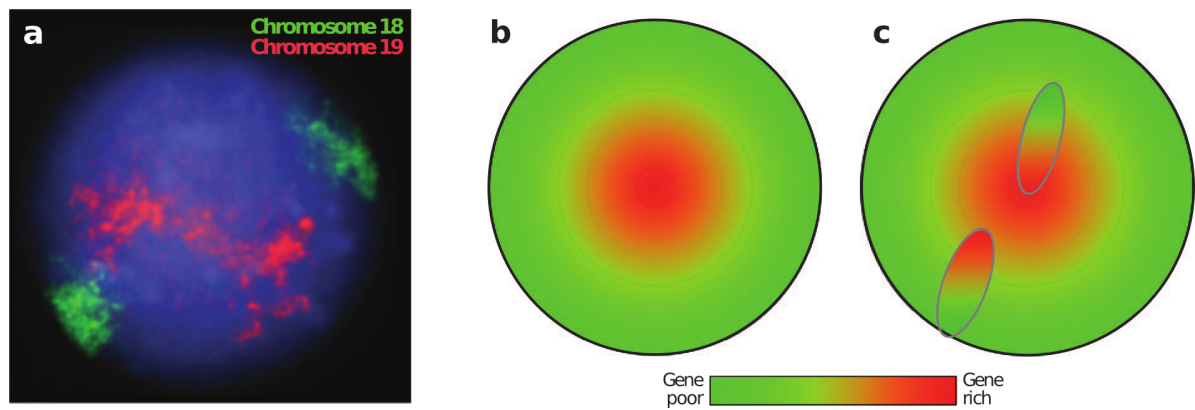 a
Chromosome 18
Chromosome 19
b
c
Gene poor
Gene rich